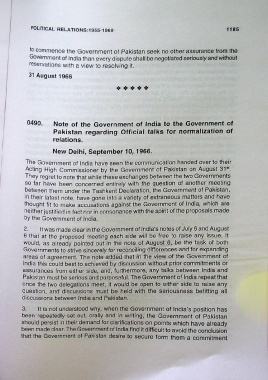 POLITICAL RELATIONS:1955-1969 1185
to commence the Government of Pakistan seek no other assurance from the
Government of India than every dispute shall be negotiated seriously and without
reservations with a view to resolving it.
31 August 1966
*****
0490. Note of the Government of India to the Government of
Pakistan regarding Official talks for normalization of
relations.
New Delhi, September 10, 1966.
The Government of India have seen the communication handed over to their
Acting High Commissioner by the Government of Pakistan on August 31st.
They regret to note that while these exchanges between the two Governments
so far have been concerned entirely with the question of another meeting
between them under the Tashkent Declaration, the Government of Pakistan,
in their latest note, have gone into a variety of extraneous matters and have
thought fit to make accusations against the Government of India, which are
neither justified in fact nor in consonance with the spirit of the proposals made
by the Government of India.
2. It was made clear in the Government of India's notes of July 5 and August
6 that at the proposed meeting each side will be free to raise any issue. It
would, as already pointed out in the note of August 6, be the task of both
Governments to strive sincerely for reconciling differences and for expanding
areas of agreement. The note added that in the view of the Government of
India this could best be achieved by discussion without prior commitments or
assurances from either side, and, furthermore, any talks between India and
Pakistan must be serious and purposeful. The Government of India repeat that
once the two delegations meet, it would be open to either side to raise any
question, and discussions must be held with the seriousness befitting all
discussions between India and Pakistan.
3. It is not understood why, when the Government of India's position has
been repeatedly set out, orally and in writing, the Government of Pakistan
should persist in their demand for clarifications on points which have already
been made clear. The Government of India find it difficult to avoid the conclusion
that the Government of Pakistan desire to secure form them a commitment